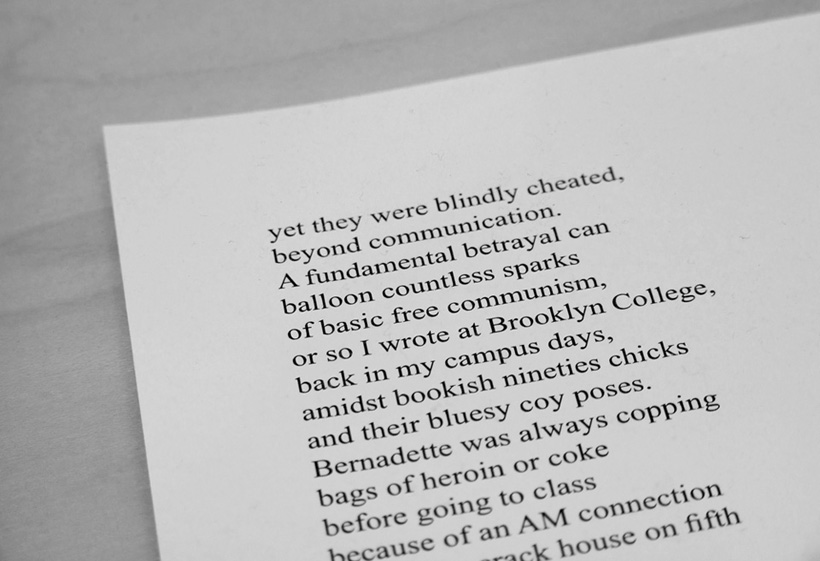 yet they were blindly cheated,
beyond communication.
A fundamental betrayal can
balloon countless sparks
of basic free communism,
or so I wrote at Brooklyn College,
back in my campus days,
amidst bookish nineties chicks
and their bluesy coy poses.
Bernadette was always copping
bags of heroin or coke
before going to class
because of an AM connection
house on fifth